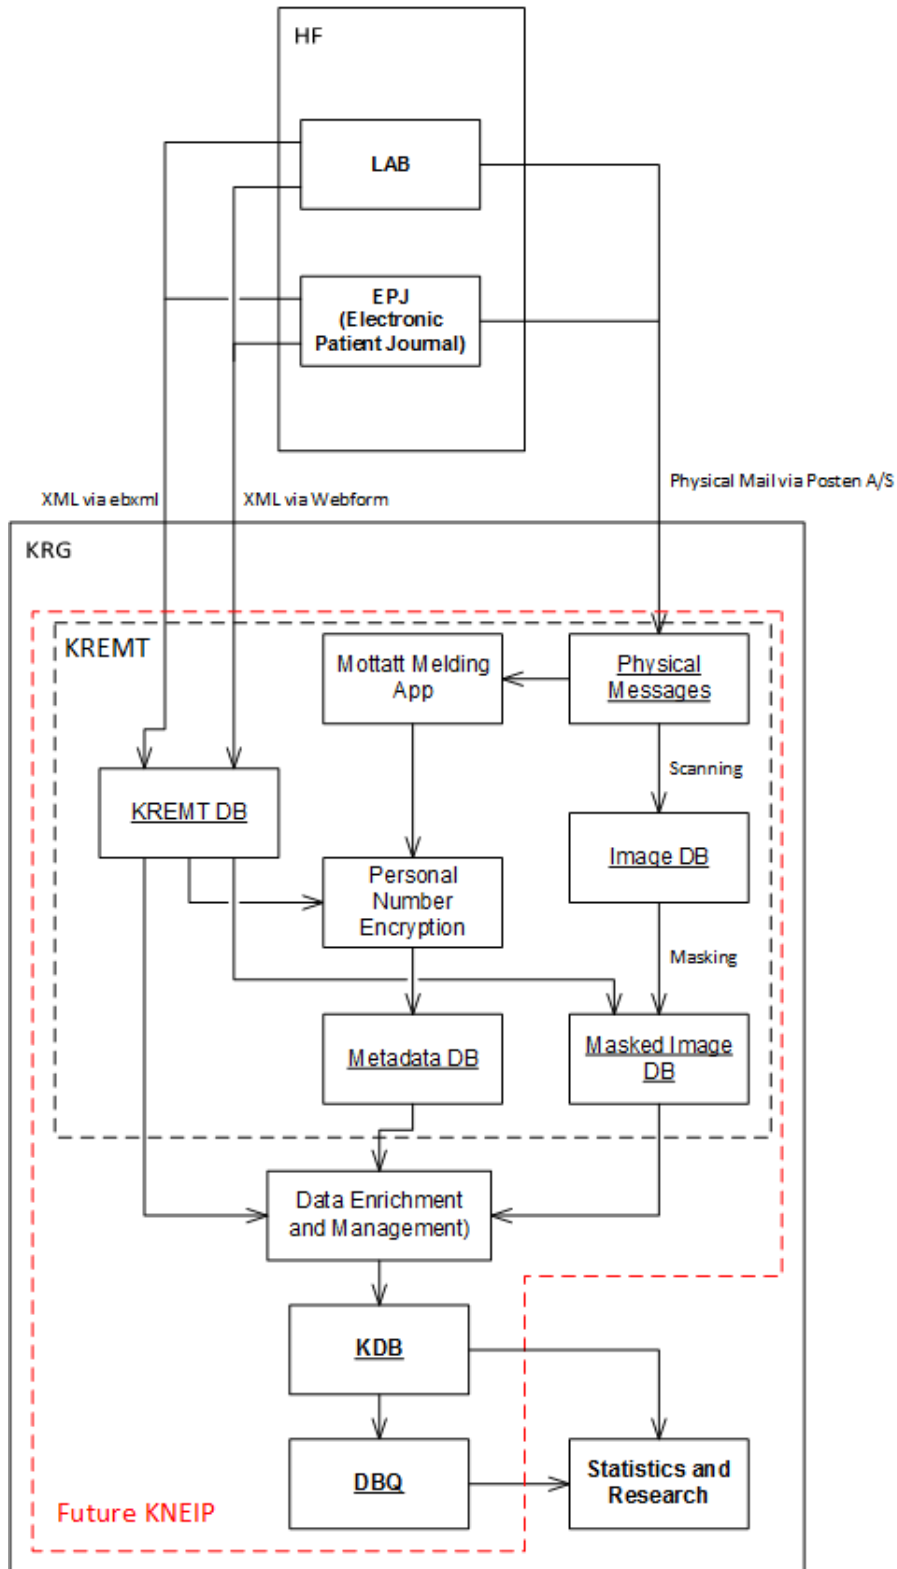 HF
LAB
EPJ
(Electronic
Patient Journal)
XML via ebxml
XML via Webform
Physical Mail via Posten A/S
KRG
KREMT
Mottatt Melding
App
Physical
Messages
Scanning
KREMT DB
Image DB
Personal
Number
Encryption
Masking
Metadata DB
Masked Image
DB
Data Enrichment
and Management)
KDB
DBQ
Statistics and
Research
Future KNEIP